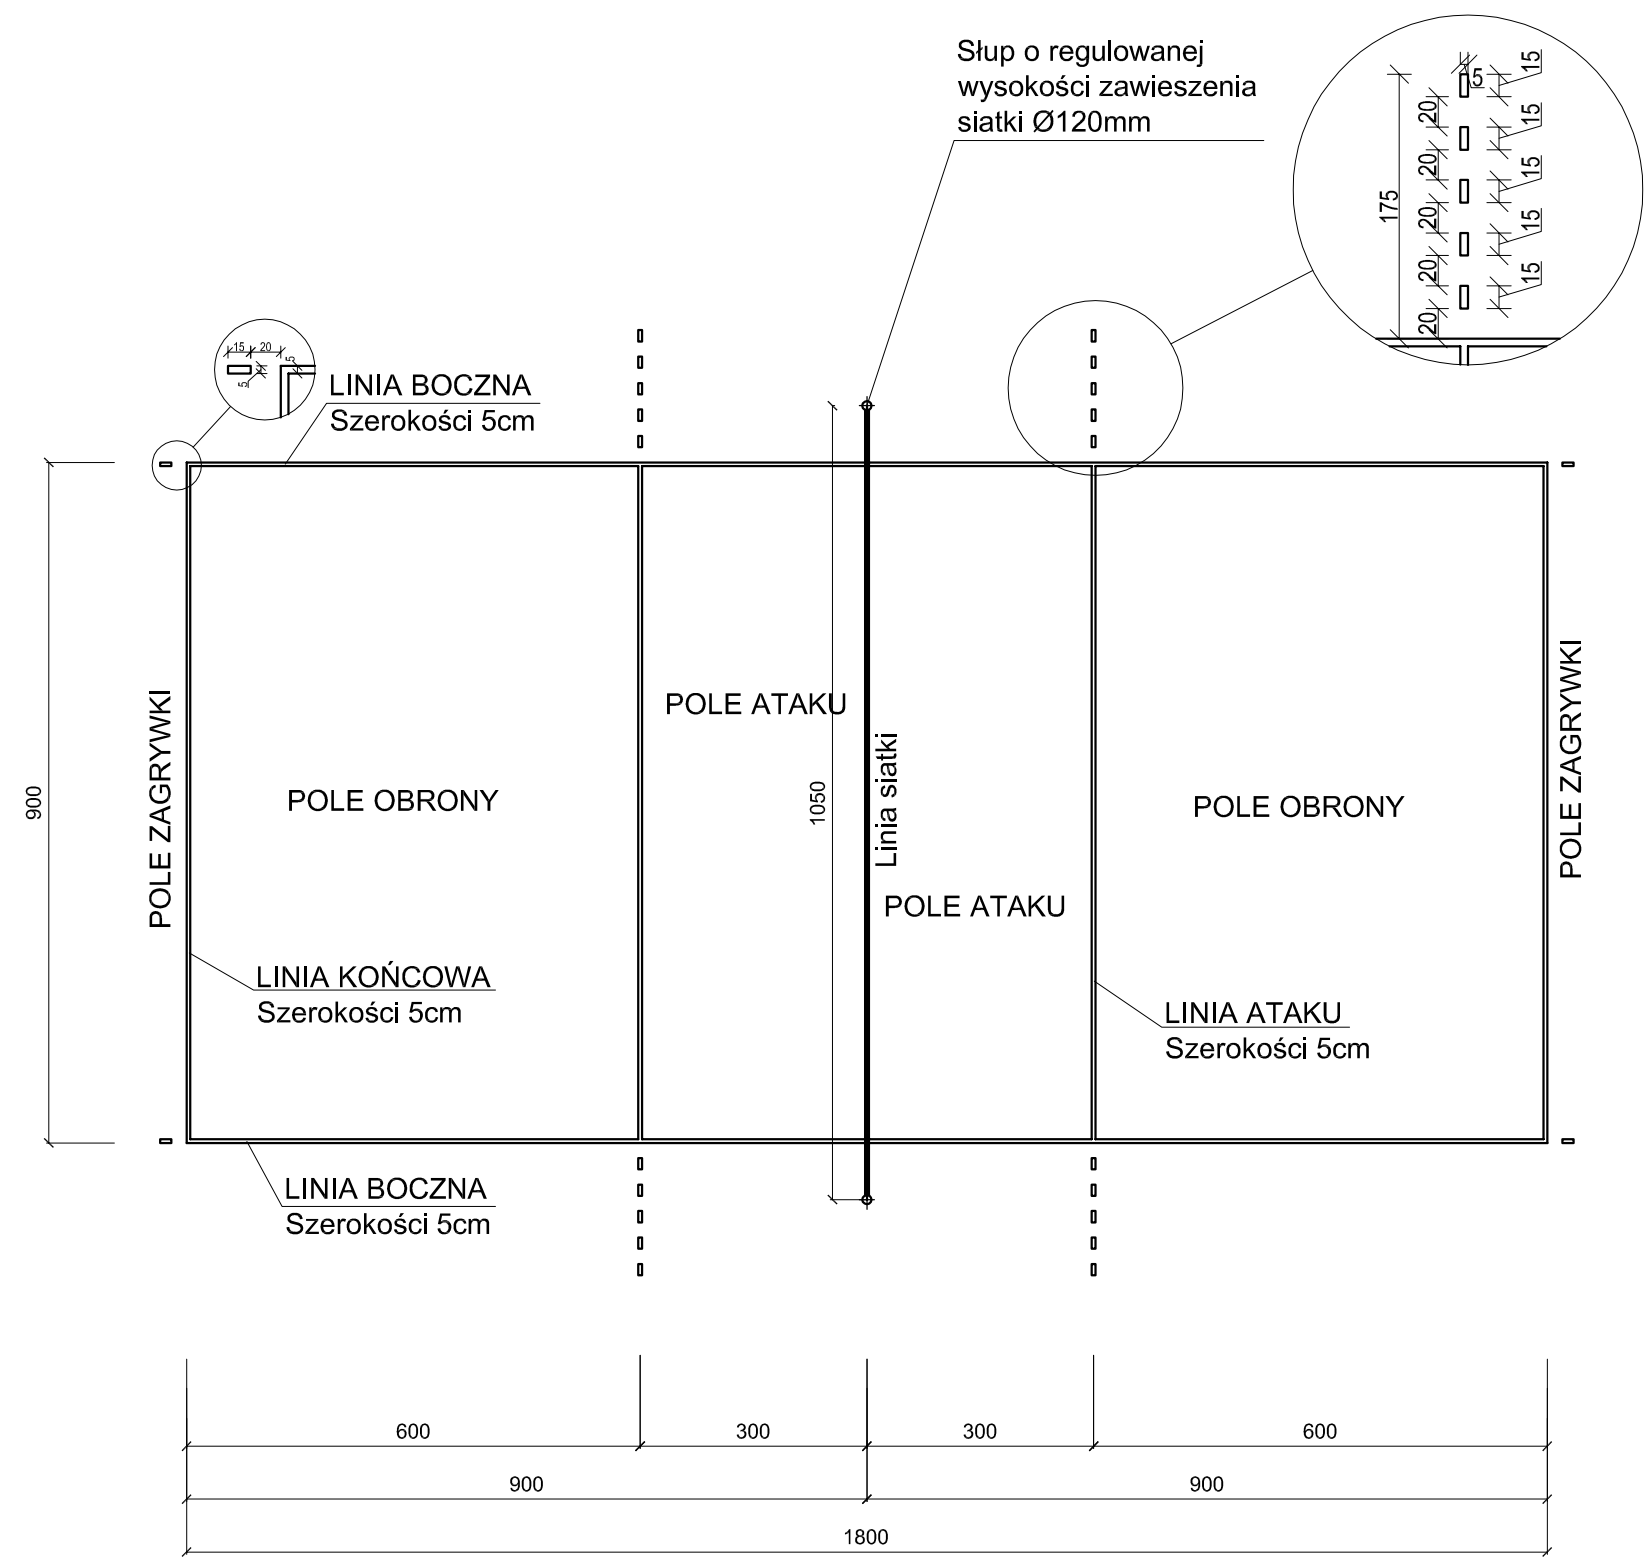 Słup o regulowanej
wysokości zawieszenia
siatki Ø120mm
5
15
20
15
20
15
175
20
15
20
15
20
15
20
5
5
LINIA BOCZNA
Szerokości 5cm
POLE ZAGRYWKI
900
POLE OBRONY
POLE ATAKU
1050
Linia siatki
POLE ATAKU
POLE OBRONY
POLE ZAGRYWKI
LINIA KOŃCOWA
Szerokości 5cm
LINIA ATAKU
Szerokości 5cm
LINIA BOCZNA
Szerokości 5cm
600
300
300
600
900
900
1800